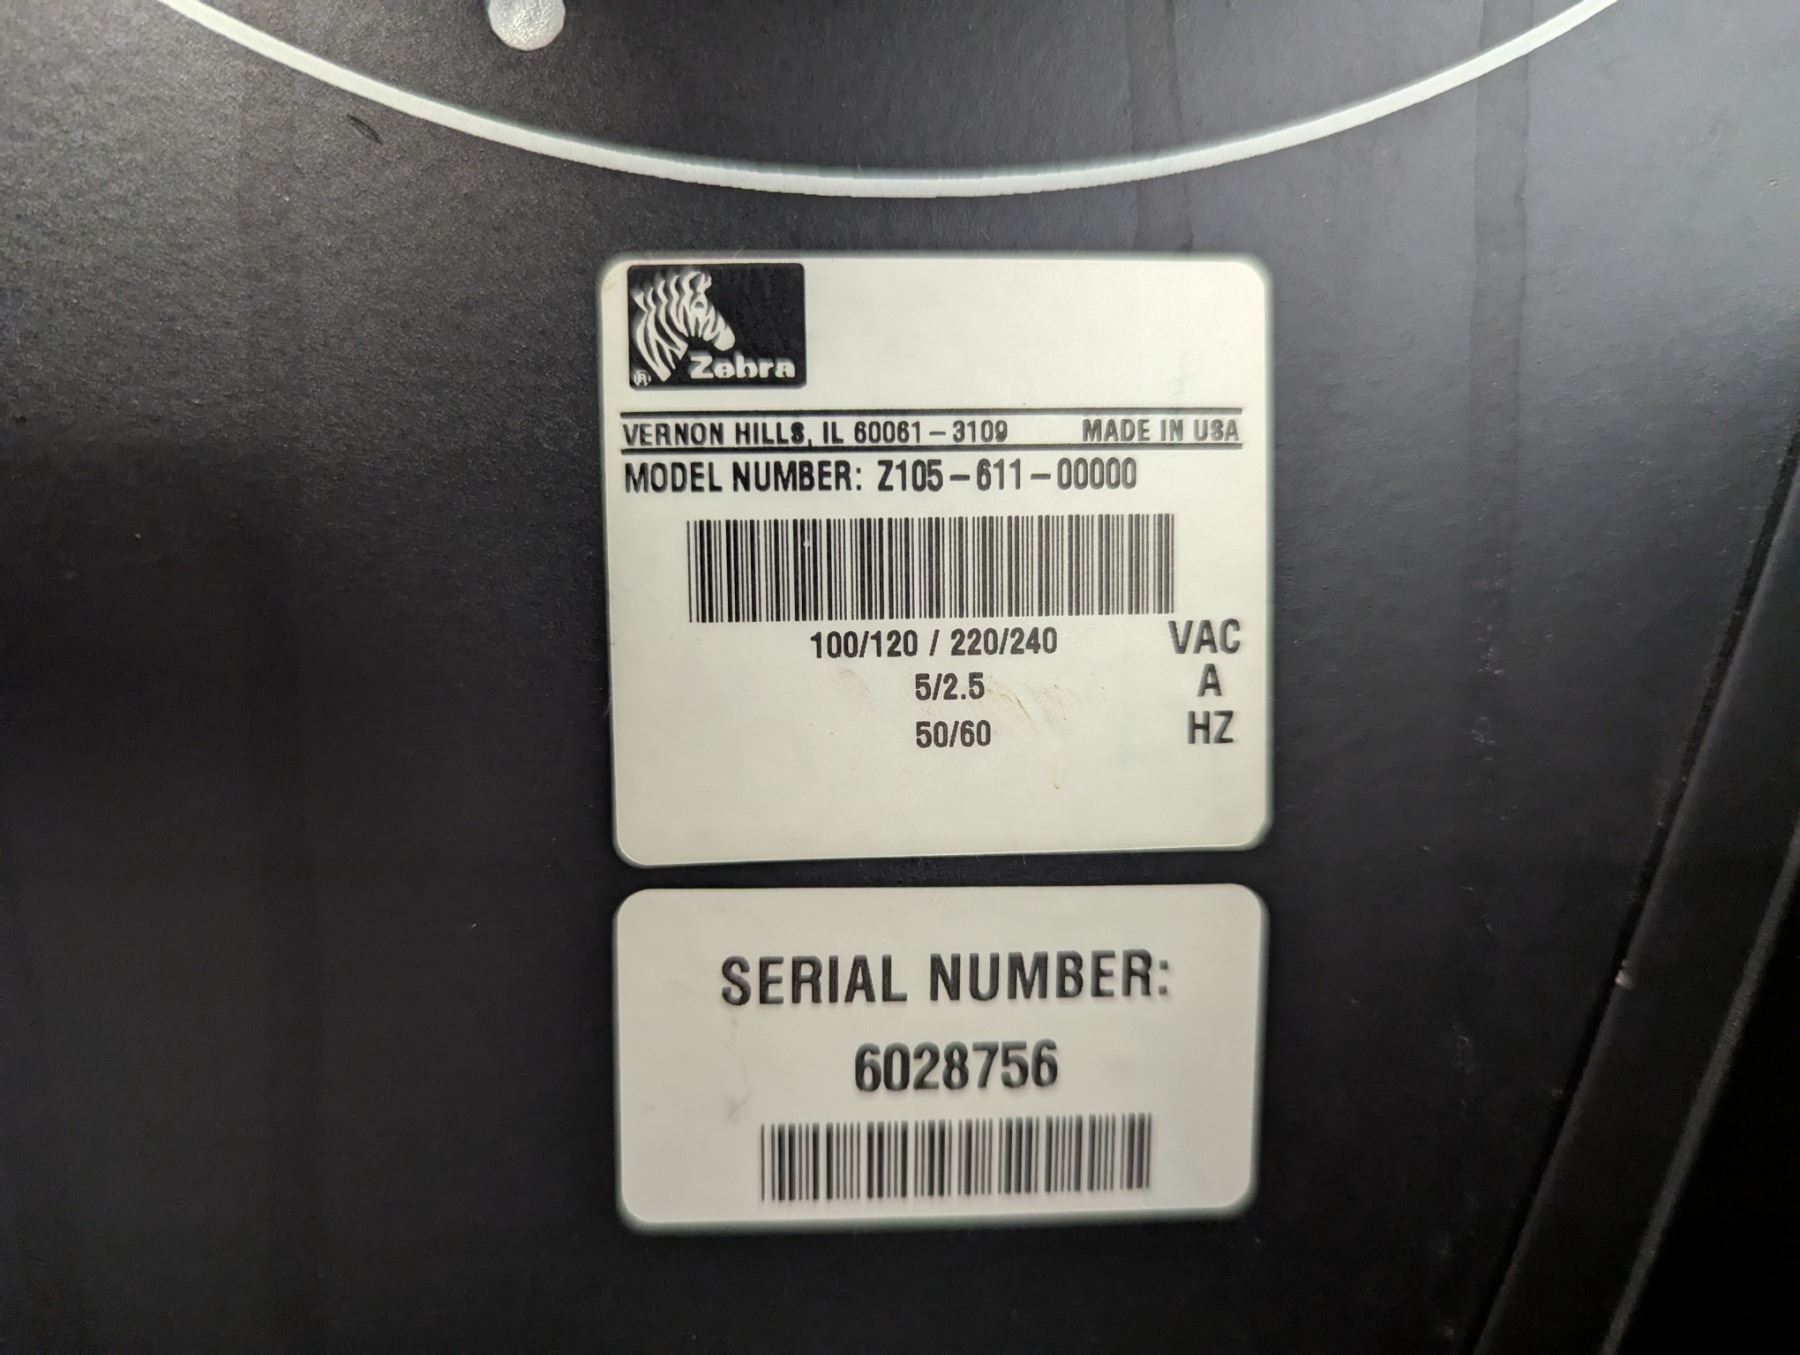 ® Zebra
VERNON HILLS, IL 60061-3109 MADE IN USA
MODEL NUMBER: Z105-611-00000
100/120 / 220/240 VAC
5/2.5 A
50/60 HZ
SERIAL NUMBER:
6028756